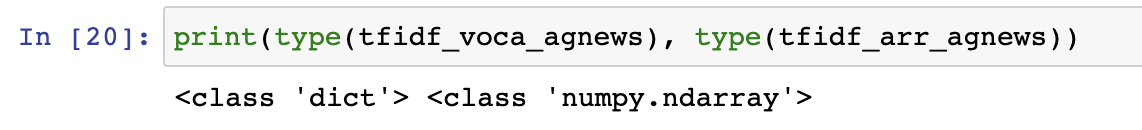 In [20]: print(type(tfidf_voca_agnews), type(tfidf_arr_agnews))
<class 'dict'> <class 'numpy.ndarray'>